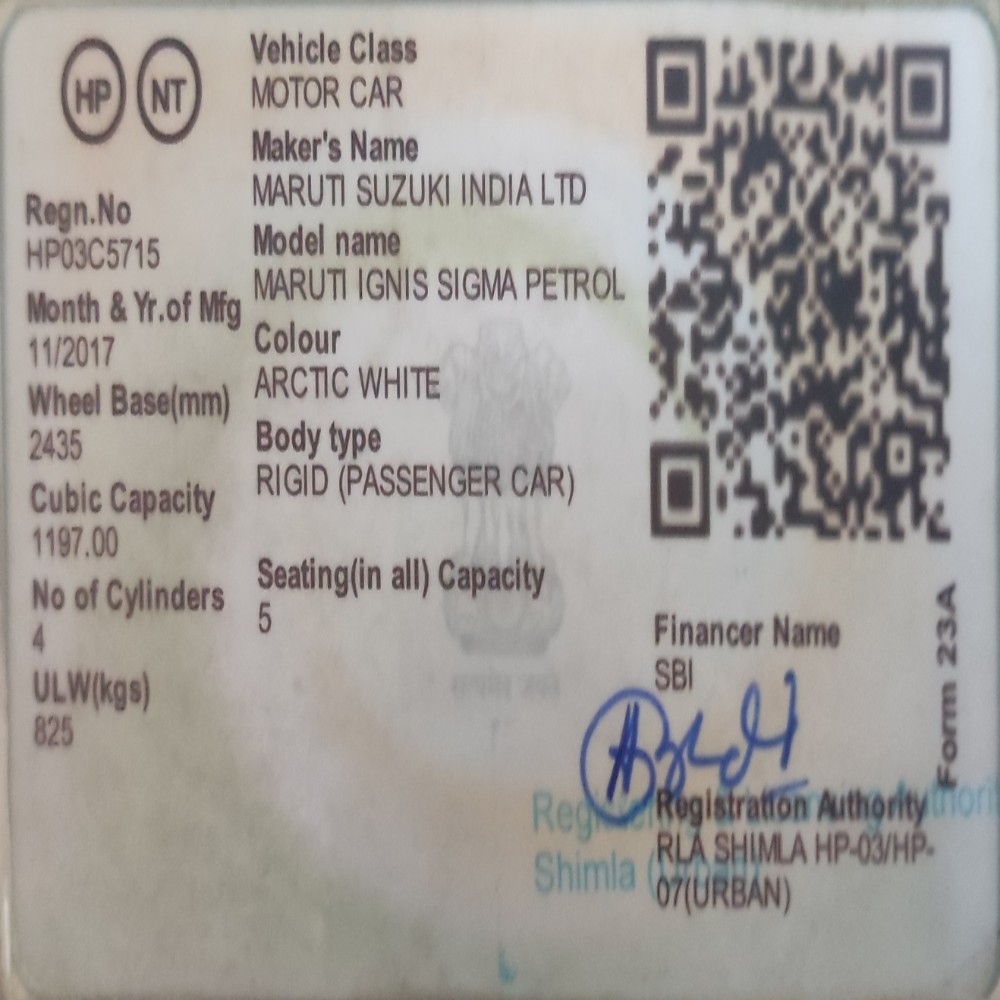 HP NT
Regn.No
HP03C5715
Month & Yr.of Mfg
11/2017
Wheel Base(mm)
2435
Cubic Capacity
1197.00
No of Cylinders
4
ULW(kgs)
825
Vehicle Class
MOTOR CAR
Maker's Name
MARUTI SUZUKI INDIA LTD
Model name
MARUTI IGNIS SIGMA PETROL
Colour
ARCTIC WHITE
Body type
RIGID (PASSENGER CAR)
Seating(in all) Capacity
5
Financer Name
SBI
Registration Authority
RLA SHIMLA HP-03/HP-
07(URBAN)
Shimla
Form 23A